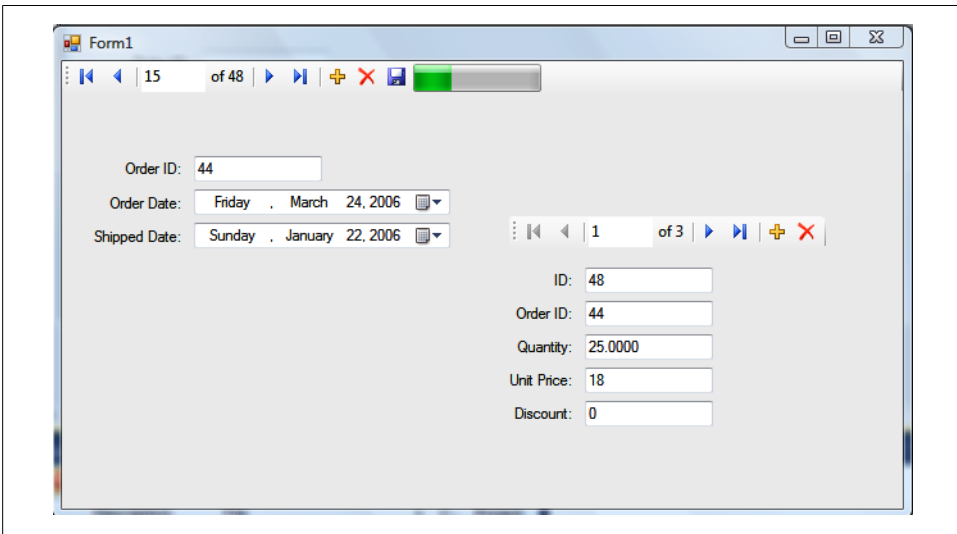 Form1
15 of 48
Order ID: 44
Order Date: Friday , March 24, 2006
Shipped Date: Sunday , January 22, 2006
1 of 3
ID: 48
Order ID: 44
Quantity: 25.0000
Unit Price: 18
Discount: 0